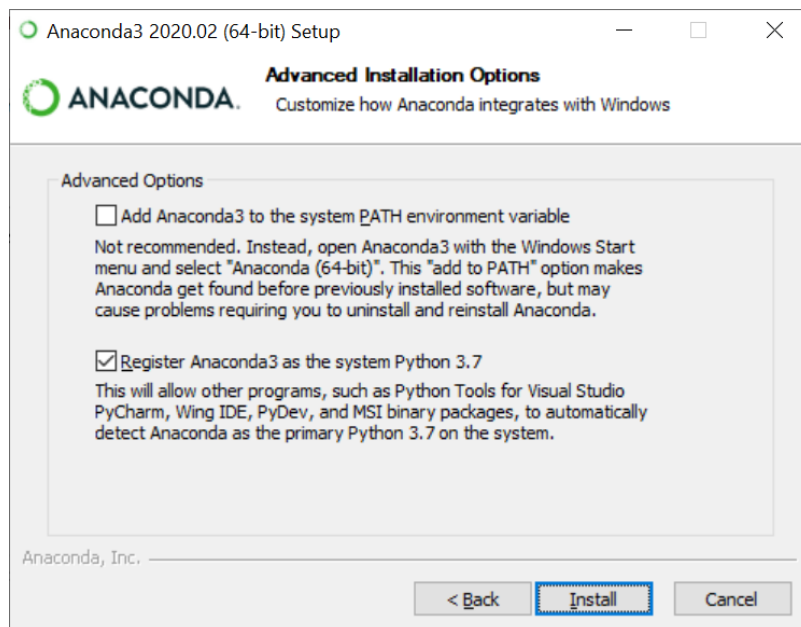 Anaconda3 2020.02 (64-bit) Setup
ANACONDA.
Advanced Installation Options
Customize how Anaconda integrates with Windows
Advanced Options
Add Anaconda3 to the system PATH environment variable
Not recommended. Instead, open Anaconda3 with the Windows Start
menu and select "Anaconda (64-bit)". This "add to PATH" option makes
Anaconda get found before previously installed software, but may
cause problems requiring you to uninstall and reinstall Anaconda.
Register Anaconda3 as the system Python 3.7
This will allow other programs, such as Python Tools for Visual Studio
PyCharm, Wing IDE, PyDev, and MSI binary packages, to automatically
detect Anaconda as the primary Python 3.7 on the system.
Anaconda, Inc.
< Back
Install
Cancel